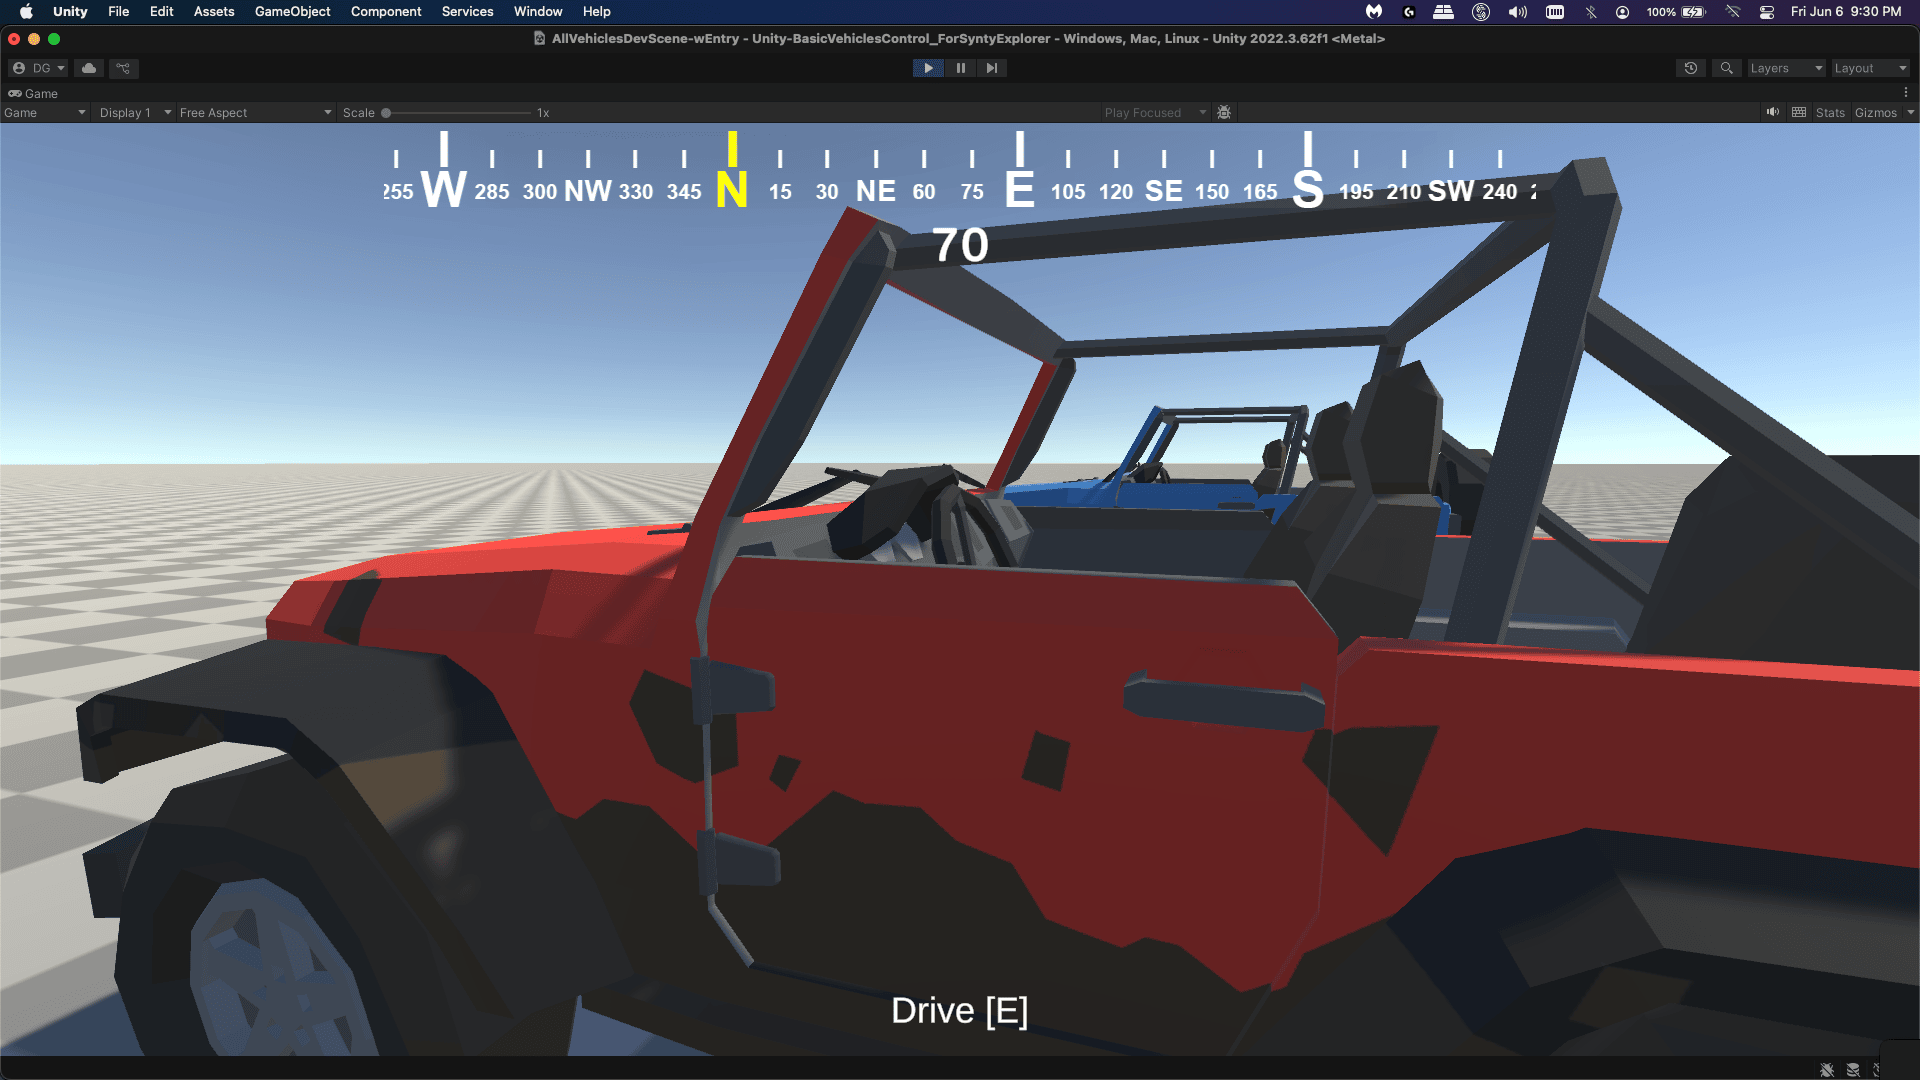 Unity File Edit Assets GameObject Component Services Window Help 100% Fri Jun 6 9:30 PM
AllVehiclesDevScene-wEntry - Unity-BasicVehiclesControl_ForSyntyExplorer - Windows, Mac, Linux - Unity 2022.3.62f1 <Metal>
DG Layers Layout
Game
Game Display 1 Free Aspect Scale 1x Play Focused Stats Gizmos
255 W 285 300 NW 330 345 N 15 30 NE 60 75 E 105 120 SE 150 165 S 195 210 SW 240
70
Drive [E]